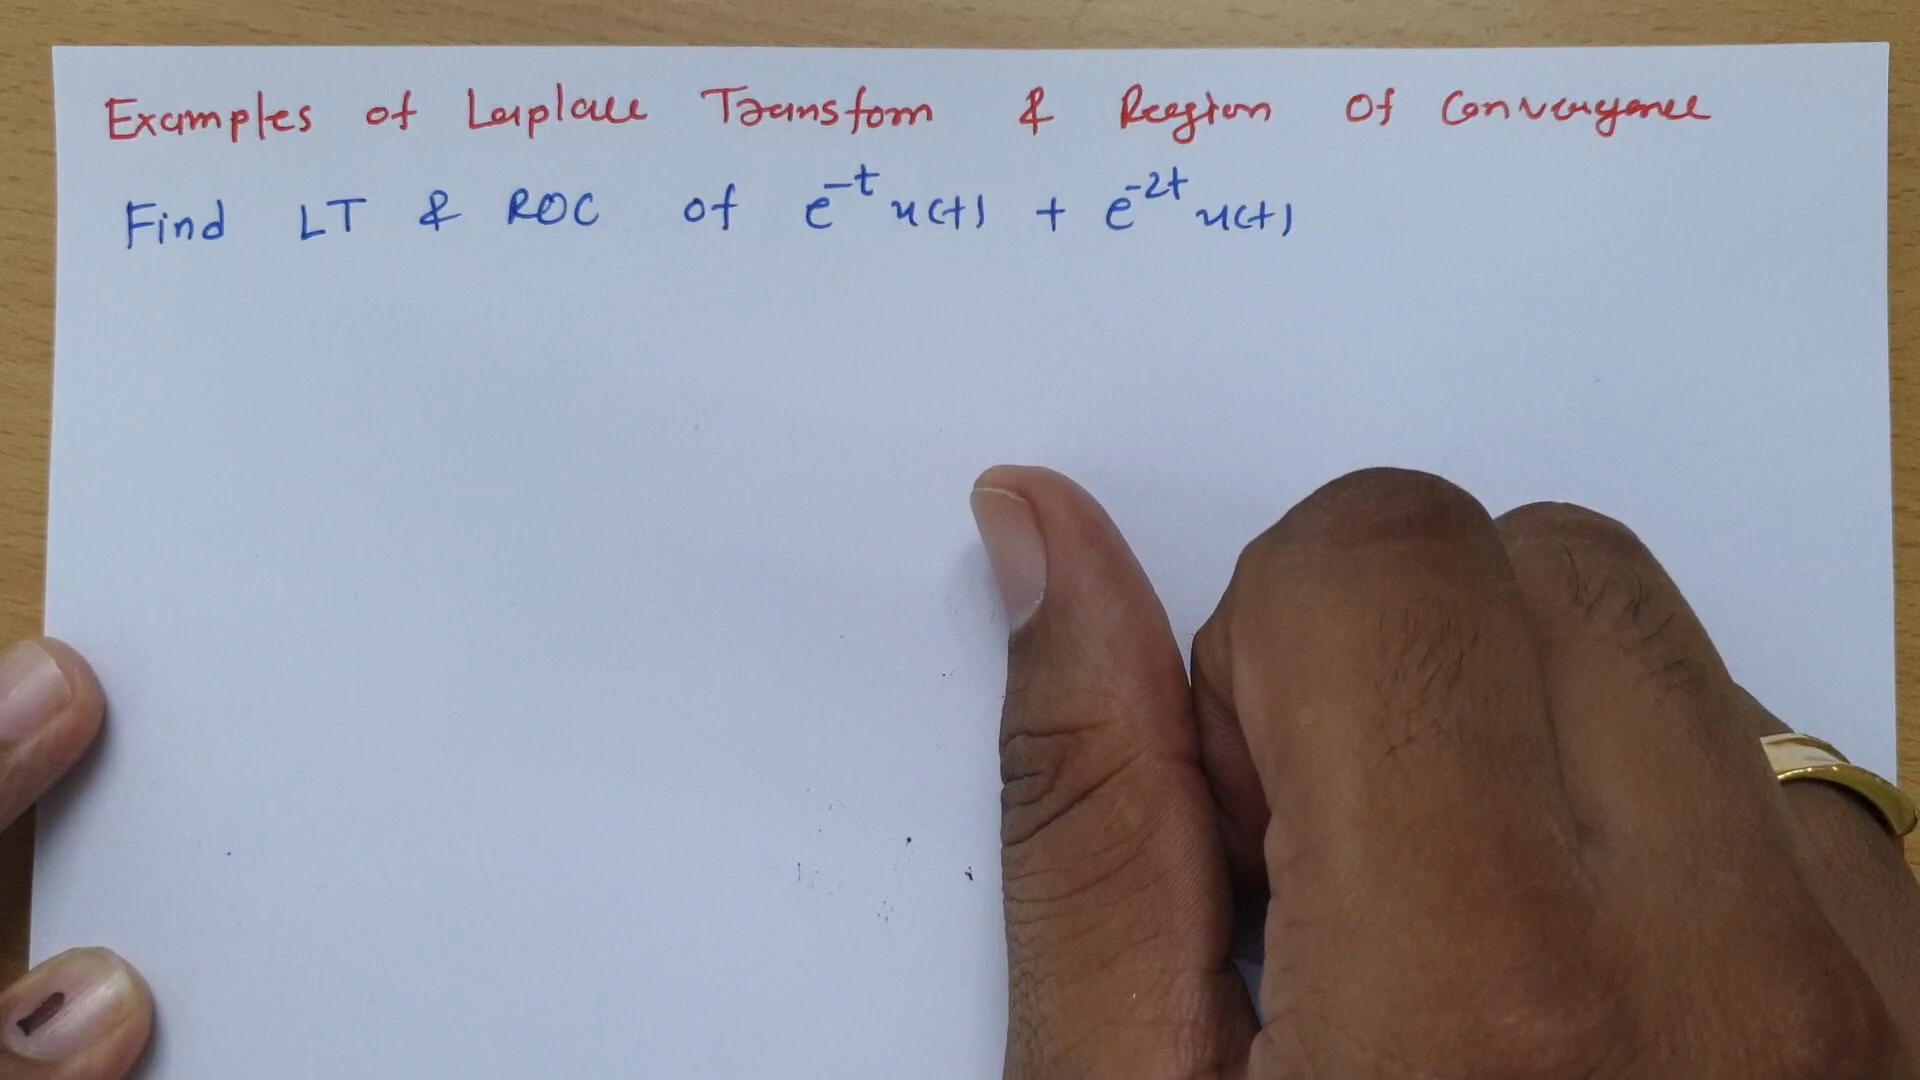 Examples of Laplace Transform & Region Of Convergence
Find LT & ROC of e^-t u(t) + e^-2t u(t)